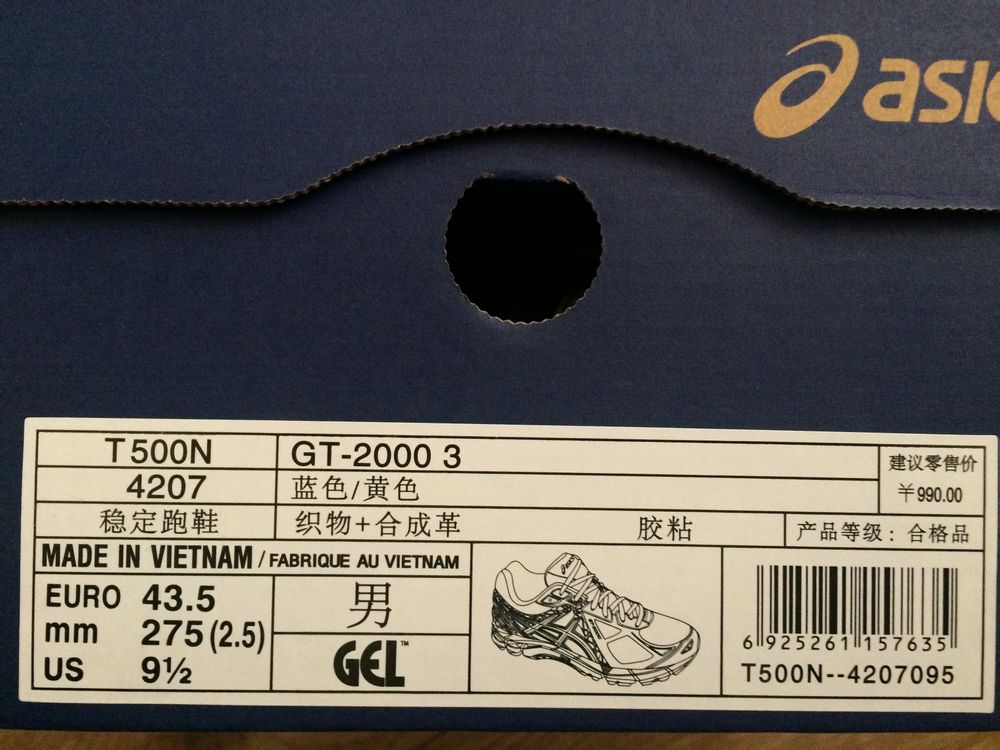 asic
T500N
GT-2000 3
建议零售价
¥990.00
4207
蓝色/黄色
稳定跑鞋
织物+合成革
胶粘
产品等级：合格品
MADE IN VIETNAM / FABRIQUE AU VIETNAM
EURO 43.5
mm 275 (2.5)
US 9½
男
GEL™
asics
6 925261 157635
T500N--4207095